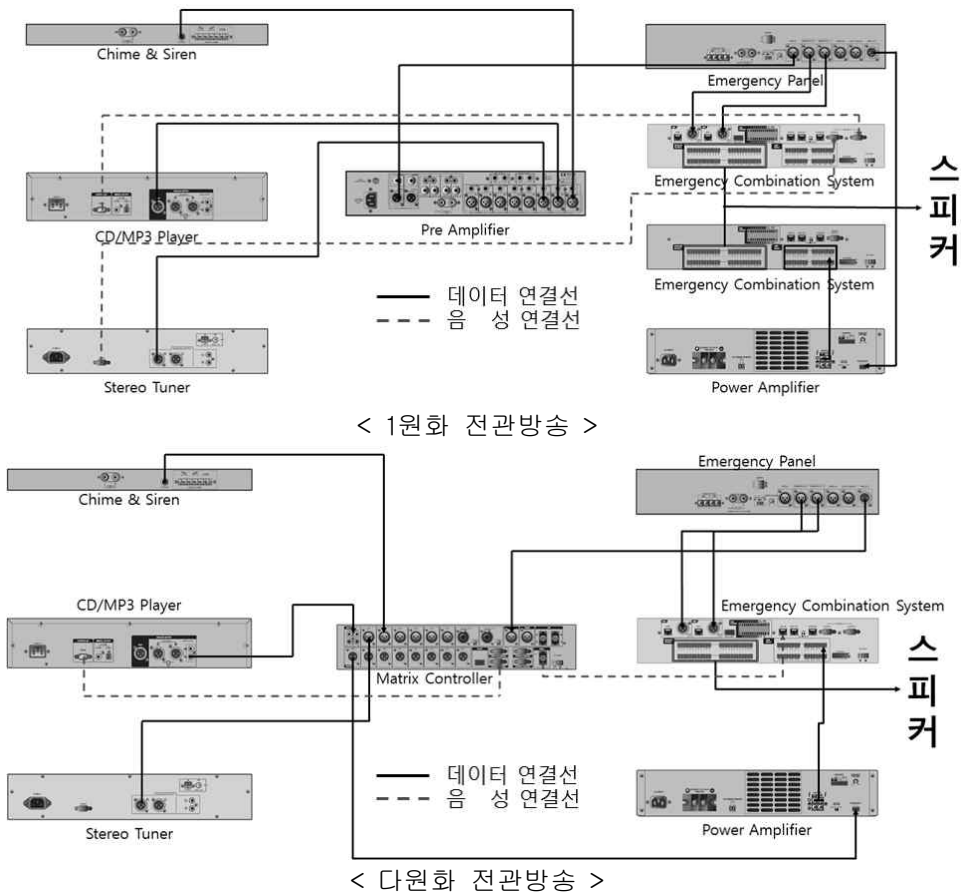 Chime & Siren
Emergency Panel
Emergency Combination System
CD/MP3 Player
Pre Amplifier
스피커
Emergency Combination System
데이터 연결선
음 성 연결선
Stereo Tuner
Power Amplifier
< 1원화 전관방송 >
Emergency Panel
Chime & Siren
CD/MP3 Player
Emergency Combination System
Matrix Controller
스피커
데이터 연결선
음 성 연결선
Stereo Tuner
Power Amplifier
< 다원화 전관방송 >